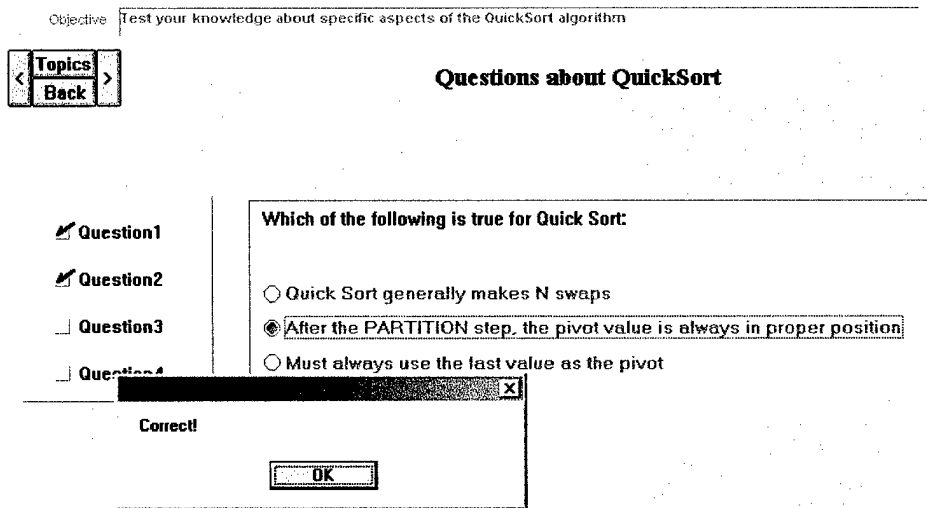 Objective Test your knowledge about specific aspects of the QuickSort algorithm
< Topics >
Back
Questions about QuickSort
Question1
Question2
Question3
Question4
Which of the following is true for Quick Sort:
Quick Sort generally makes N swaps
After the PARTITION step, the pivot value is always in proper position
Must always use the last value as the pivot
X
Correct!
OK